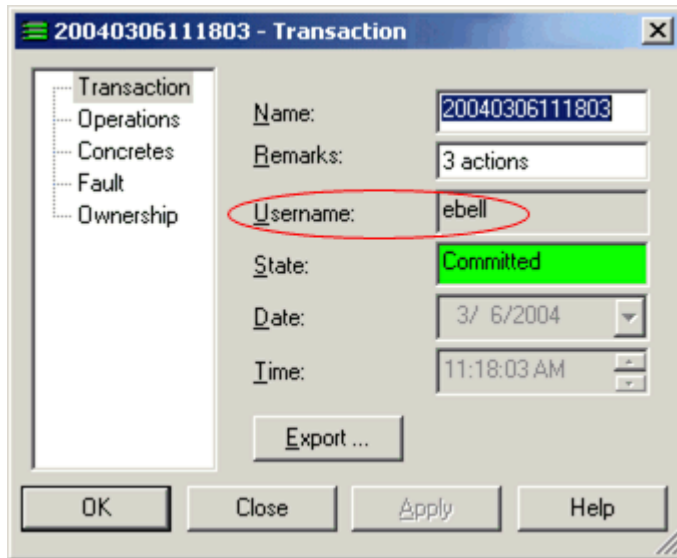 20040306111803 - Transaction
Transaction
Operations
Concretes
Fault
Ownership
Name: 20040306111803
Remarks: 3 actions
Username: ebell
State: Committed
Date: 3/ 6/2004
Time: 11:18:03 AM
Export ...
OK Close Apply Help